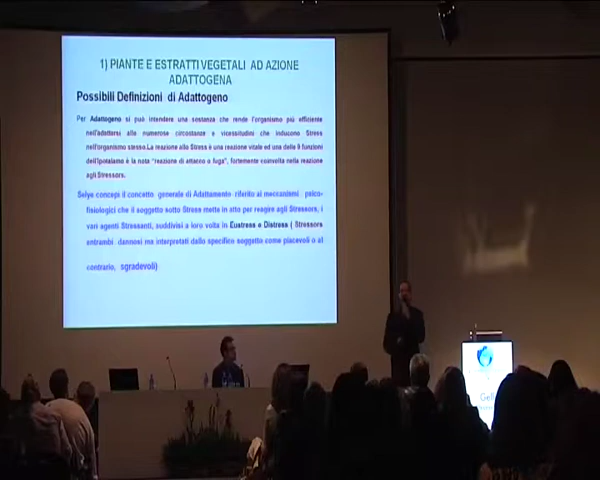 1) PIANTE E ESTRATTI VEGETALI AD AZIONE
ADATTOGENA
Possibili Definizioni di Adattogeno
Per Adattogeno si può intendere una sostanza che rende l'organismo più efficiente
nell'adattarsi alle numerose circostanze e vicessitudini che inducono Stress
nell'organismo stesso.La reazione allo Stress è una reazione vitale ed una delle 9 funzioni
dell'Ipotalamo è la nota "reazione di attacco o fuga", fortemente coinvolta nella reazione
agli Stressors.
Selye concepì il concetto generale di Adattamento riferito ai meccanismi psico-
fisiologici che il soggetto sotto Stress mette in atto per reagire agli Stressors, i
vari agenti Stressanti, suddivisi a loro volta in Eustress e Distress ( Stressors
entrambi dannosi ma interpretati dallo specifico soggetto come piacevoli o al
contrario, sgradevoli)